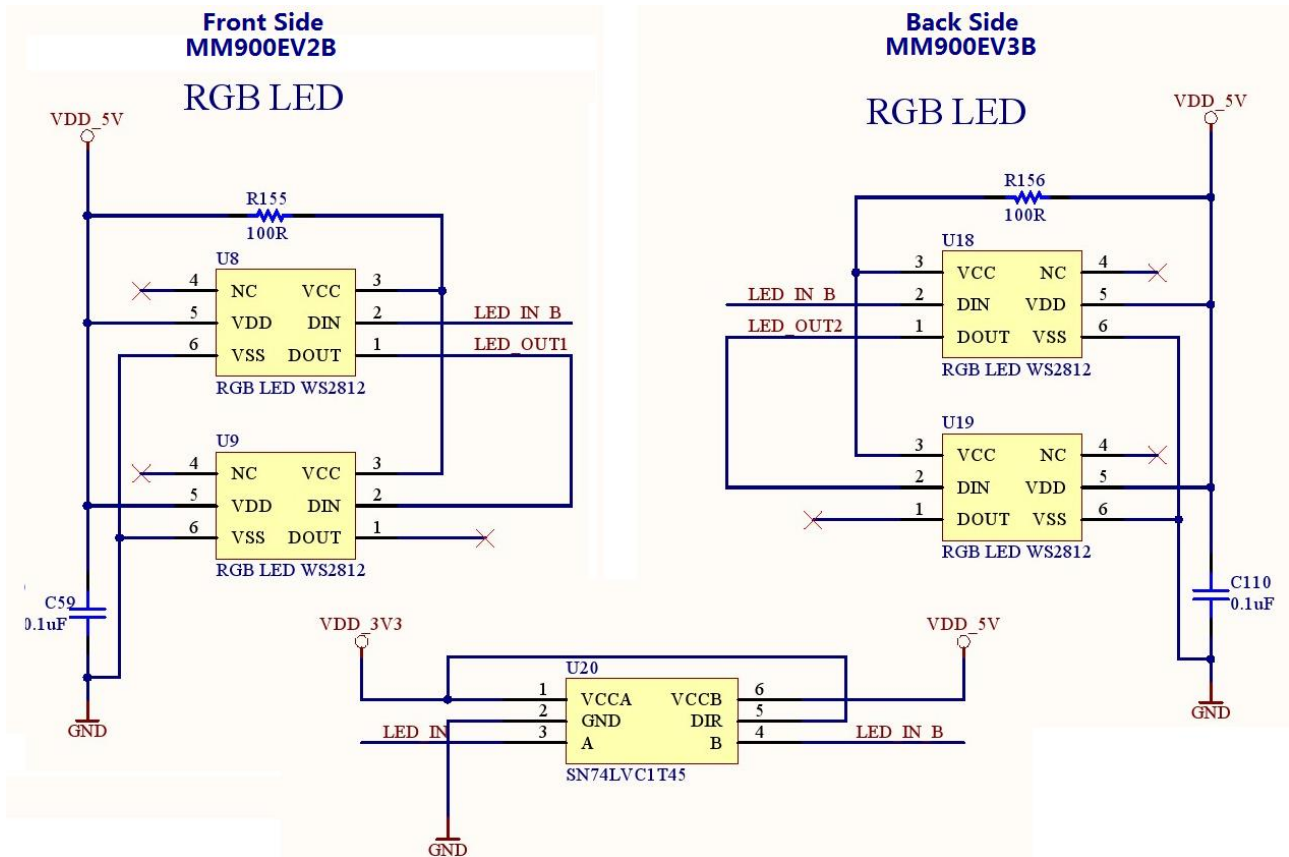 Front Side
MM900EV2B
RGB LED
VDD_5V
R155
100R
U8
4 NC VCC 3
5 VDD DIN 2 LED_IN_B
6 VSS DOUT 1 LED_OUT1
RGB LED WS2812
U9
4 NC VCC 3
5 VDD DIN 2
6 VSS DOUT 1
RGB LED WS2812
C59
0.1uF
GND
Back Side
MM900EV3B
RGB LED
VDD_5V
R156
100R
U18
3 VCC NC 4
LED_IN_B 2 DIN VDD 5
LED_OUT2 1 DOUT VSS 6
RGB LED WS2812
U19
3 VCC NC 4
2 DIN VDD 5
1 DOUT VSS 6
RGB LED WS2812
C110
0.1uF
GND
VDD_3V3
VDD_5V
U20
1 VCCA VCCB 6
2 GND DIR 5
LED_IN 3 A B 4 LED_IN_B
SN74LVC1T45
GND